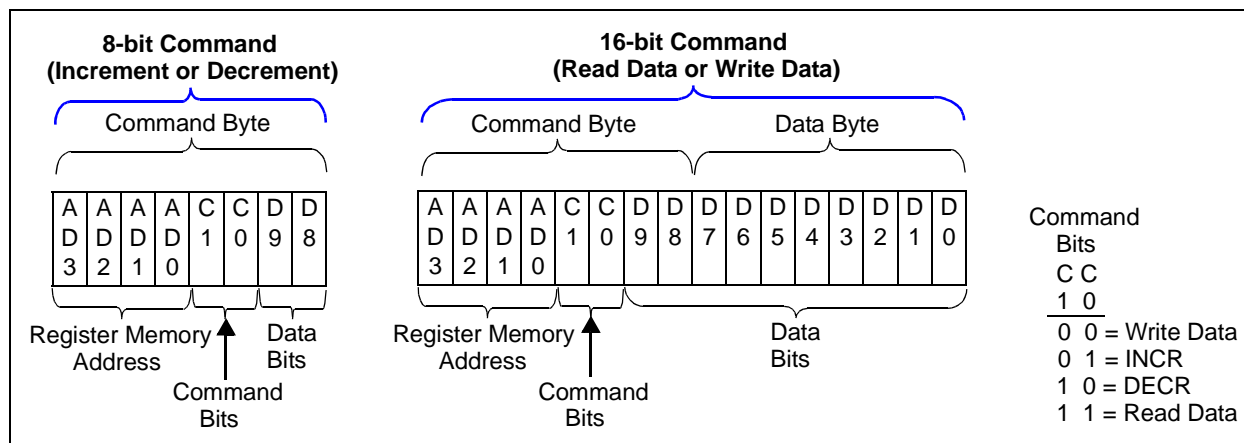 8-bit Command
(Increment or Decrement)
Command Byte
A A A A C C D D
D D D D 1 0 9 8
3 2 1 0
Register Memory
Address
Data
Bits
Command
Bits
16-bit Command
(Read Data or Write Data)
Command Byte Data Byte
A A A A C C D D D D D D D D D D
D D D D 1 0 9 8 7 6 5 4 3 2 1 0
3 2 1 0
Register Memory
Address
Data
Bits
Command
Bits
Command
Bits
C C
1 0
0 0 = Write Data
0 1 = INCR
1 0 = DECR
1 1 = Read Data